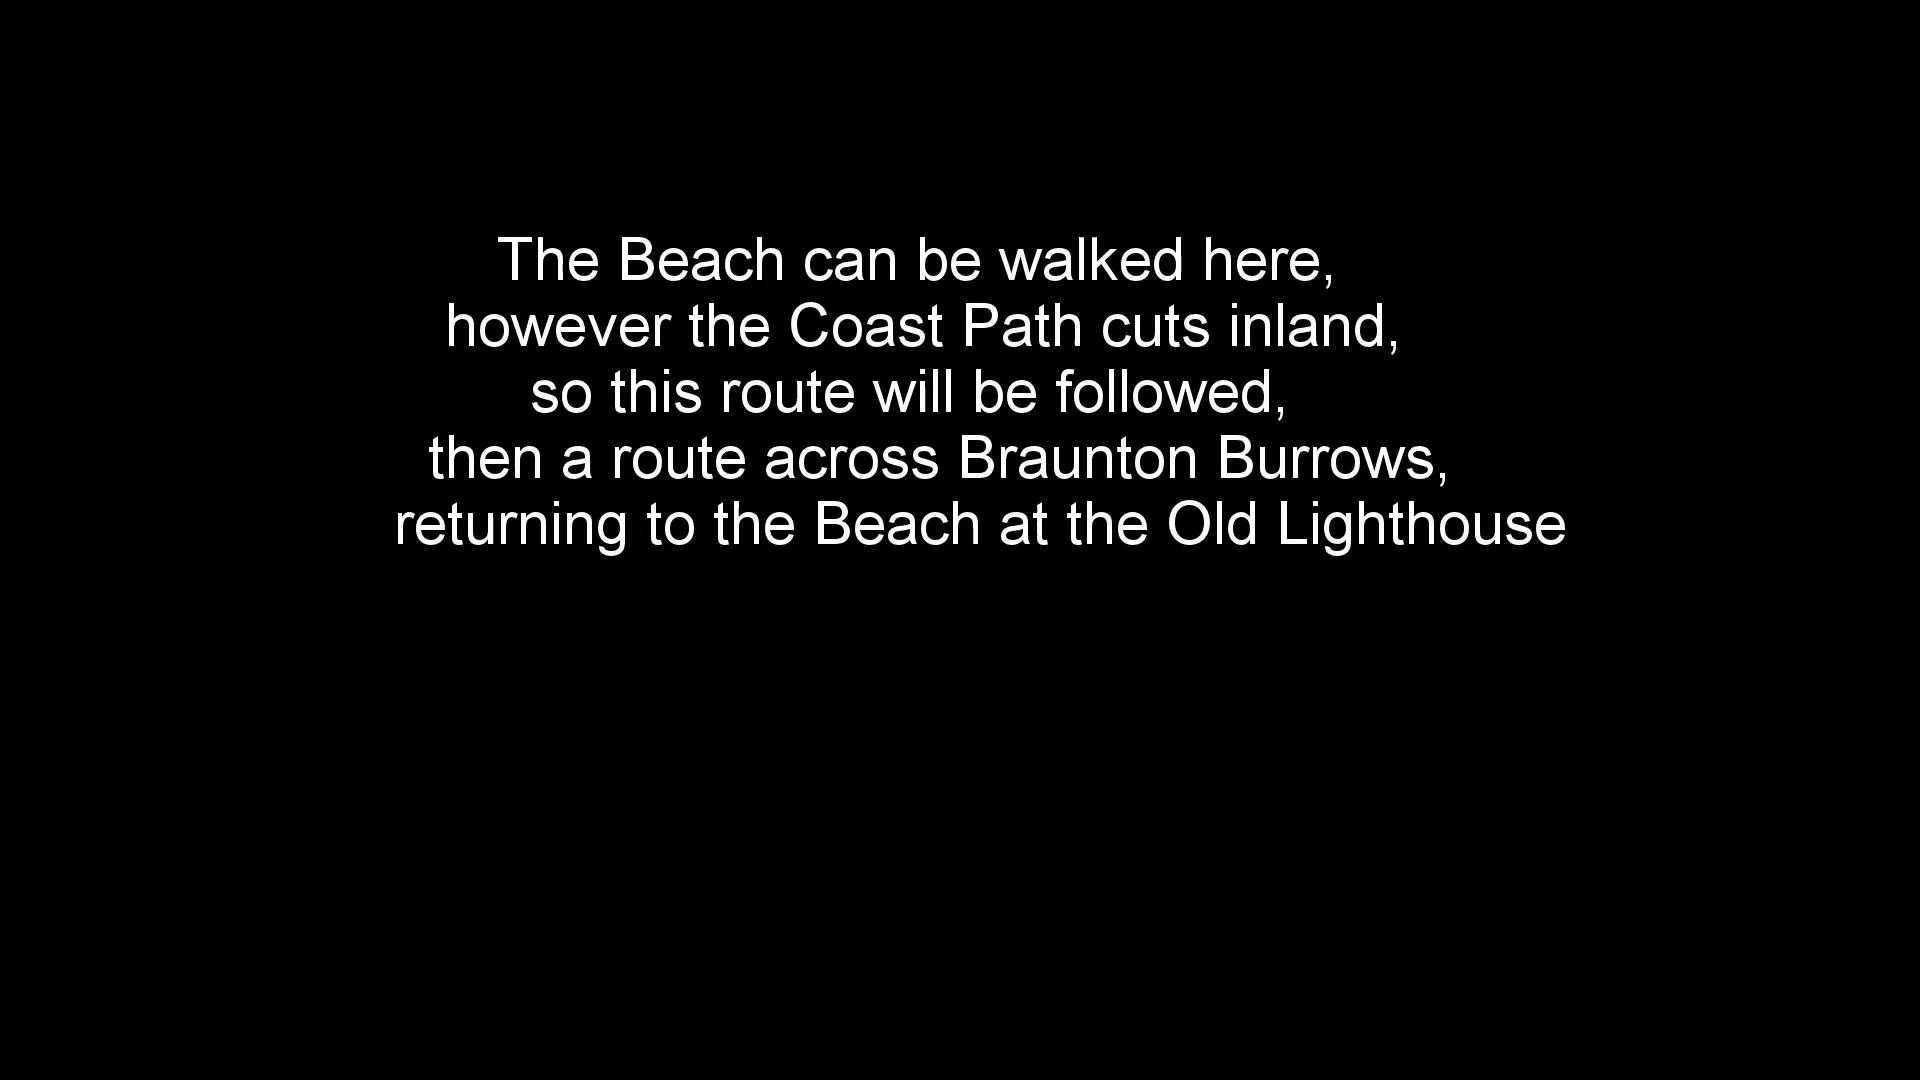 The Beach can be walked here,
however the Coast Path cuts inland,
so this route will be followed,
then a route across Braunton Burrows,
returning to the Beach at the Old Lighthouse